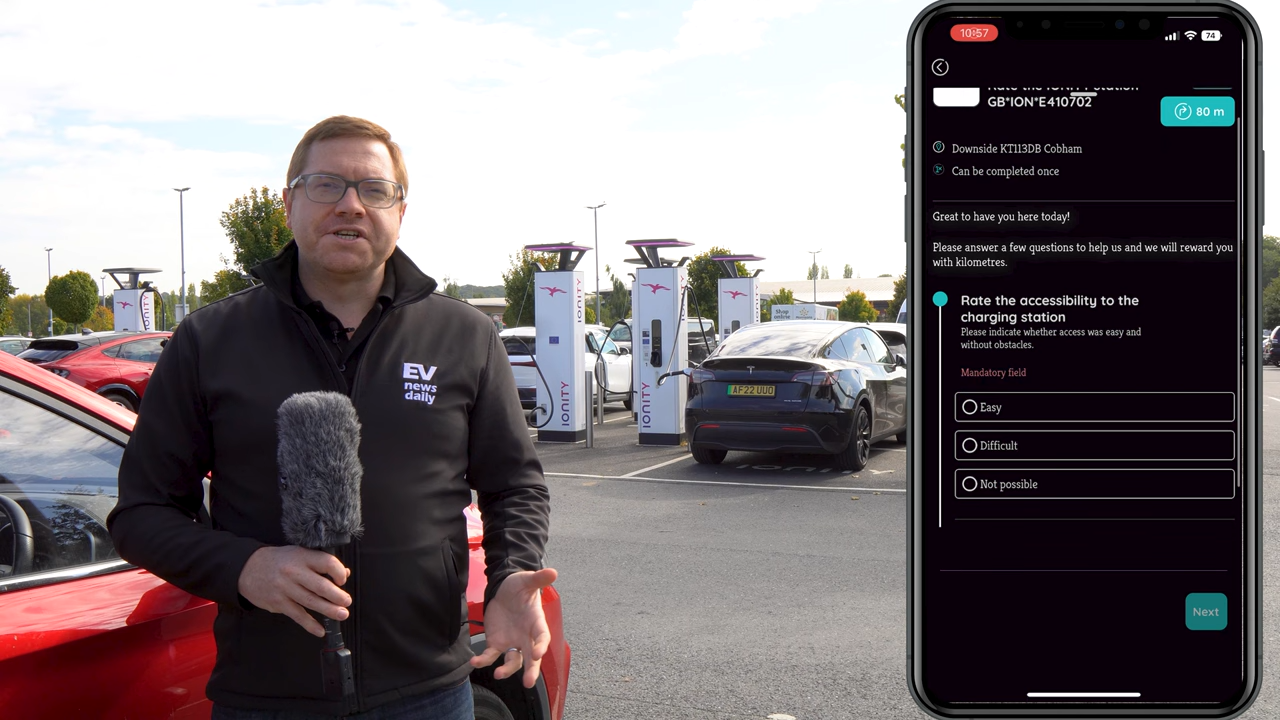 10:57
74
GB*ION*E410702
80 m
Downside KT113DB Cobham
Can be completed once
Great to have you here today!
Please answer a few questions to help us and we will reward you
with kilometres.
Rate the accessibility to the
charging station
Please indicate whether access was easy and
without obstacles.
Mandatory field
Easy
Difficult
Not possible
Next
EV
news
daily
IONITY
IONITY
IONITY
IONITY
AF22 UUO
IONITY